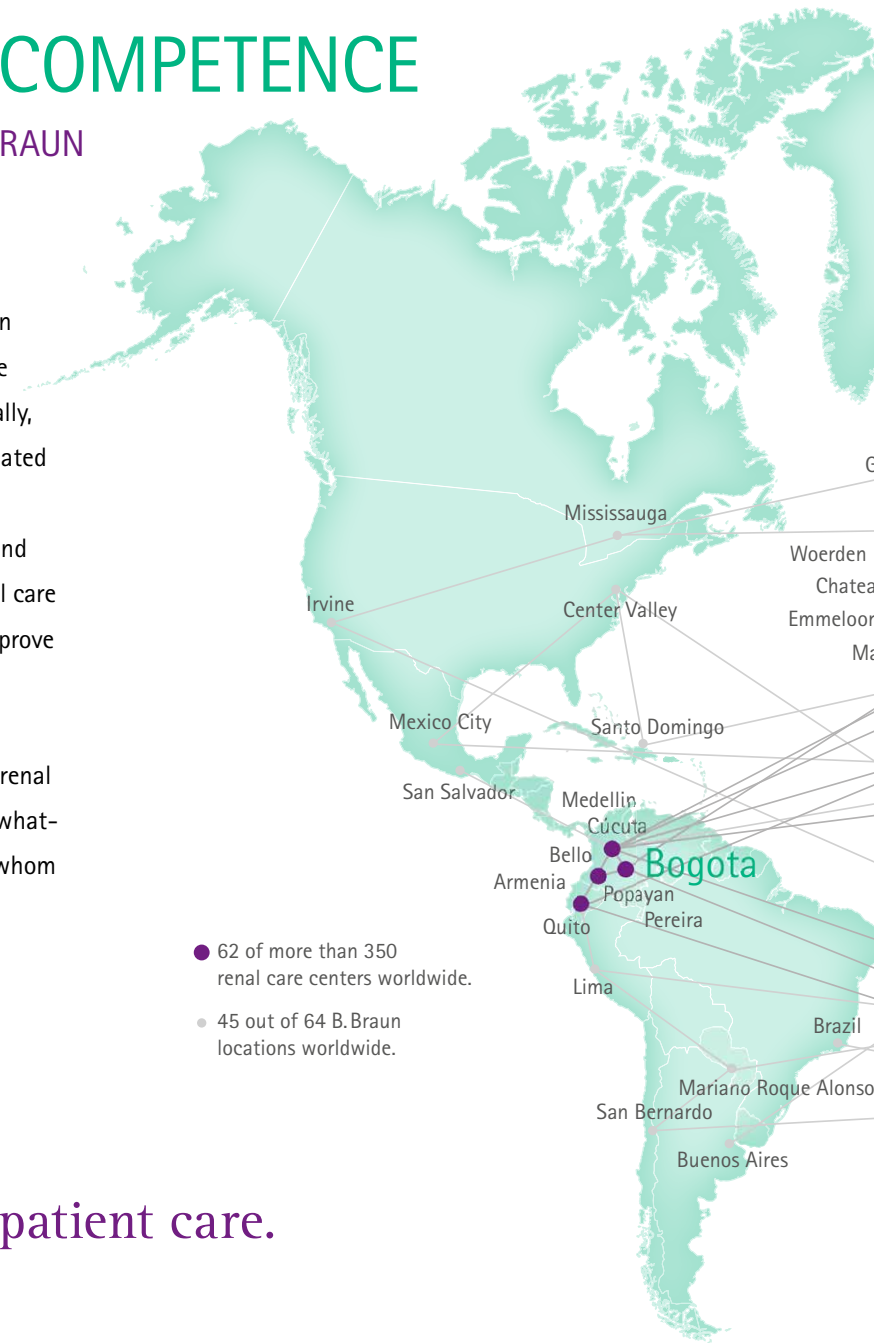 COMPETENCE
RAUN
n
e
ally,
ated
nd
l care
prove
renal
what-
whom
G
Mississauga
Woerden
Chatea
Irvine
Center Valley
Emmeloor
Ma
Mexico City
Santo Domingo
San Salvador
Medellin
Cúcuta
Bello
Bogota
Armenia
Popayan
Quito
Pereira
Lima
Brazil
Mariano Roque Alonso
San Bernardo
Buenos Aires
62 of more than 350
renal care centers worldwide.
45 out of 64 B. Braun
locations worldwide.
patient care.